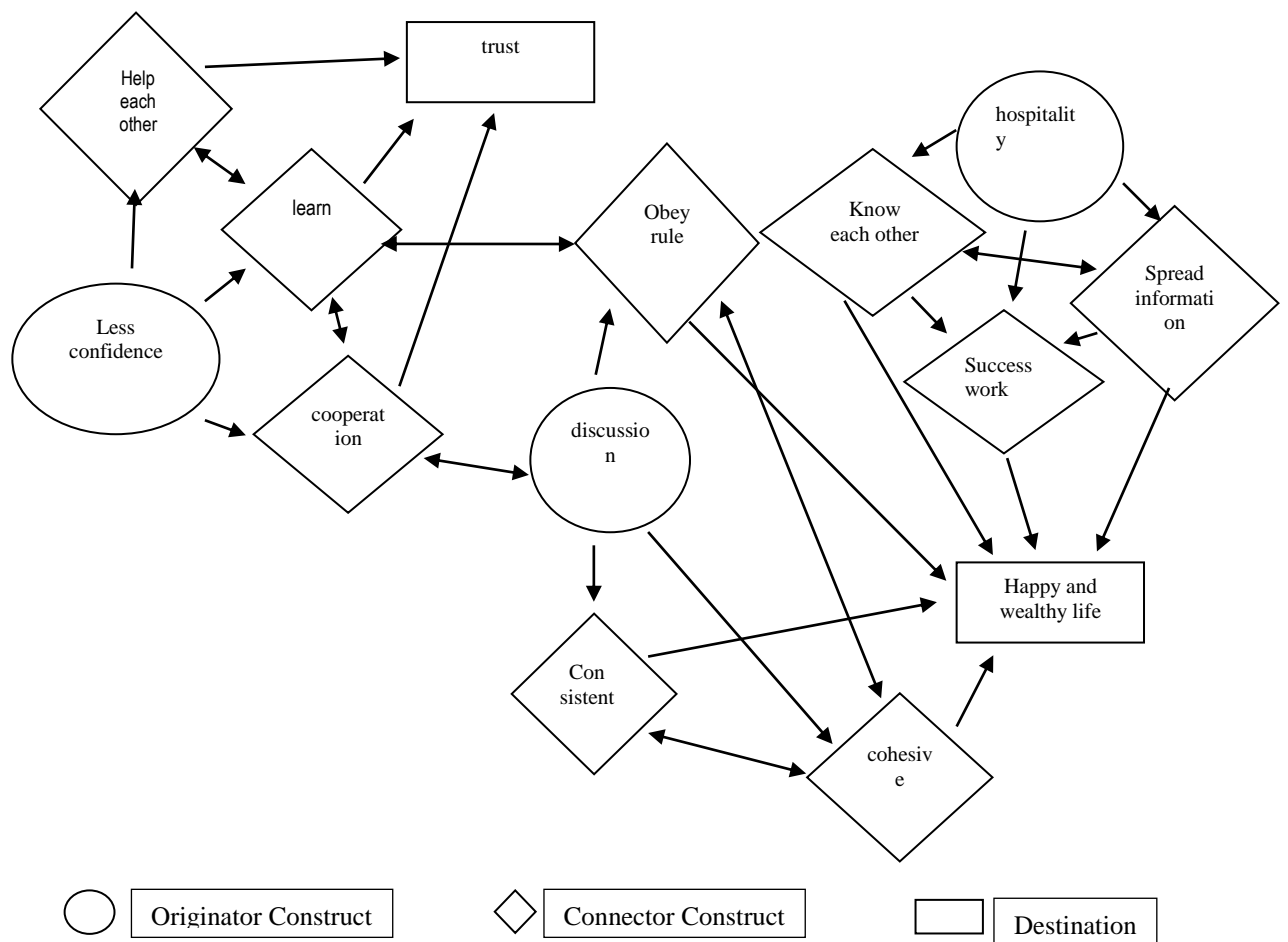 trust
Help
each
other
hospitalit
y
learn
Obey
rule
Know
each other
Spread
informati
on
Less
confidence
Success
work
cooperat
ion
discussio
n
Happy and
wealthy life
Con
sistent
cohesiv
e
Originator Construct
Connector Construct
Destination